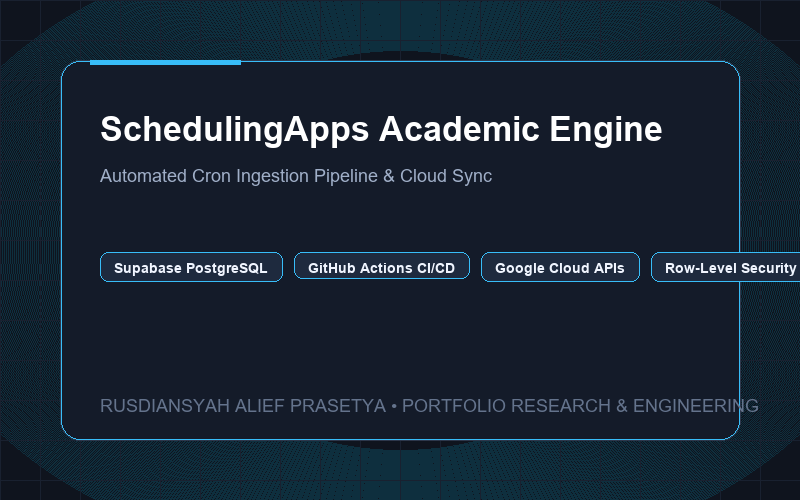 SchedulingApps Academic Engine
Automated Cron Ingestion Pipeline & Cloud Sync
Supabase PostgreSQL GitHub Actions CI/CD Google Cloud APIs Row-Level Security
RUSDIANSYAH ALIEF PRASETYA • PORTFOLIO RESEARCH & ENGINEERING